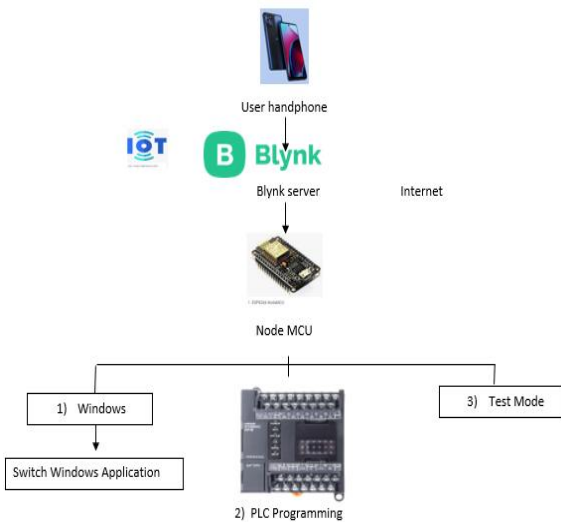 User handphone
IOT
B Blynk
Blynk server
Internet
Node MCU
1) Windows
3) Test Mode
Switch Windows Application
2) PLC Programming